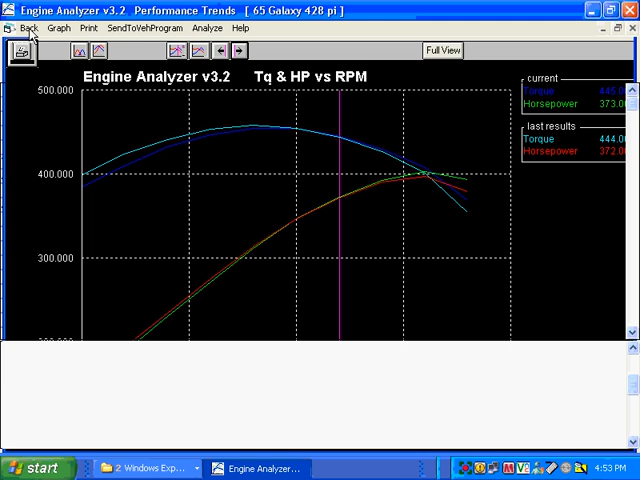 Engine Analyzer v3.2 Performance Trends [ 65 Galaxy 428 pi ]
Back Graph Print SendToVehProgram Analyze Help
Full View
Engine Analyzer v3.2 Tq & HP vs RPM
current
Torque 445.0
Horsepower 373.0
last results
Torque 444.0
Horsepower 372.0
500.000
400.000
300.000
start
2 Windows Exp...
Engine Analyzer...
4:53 PM